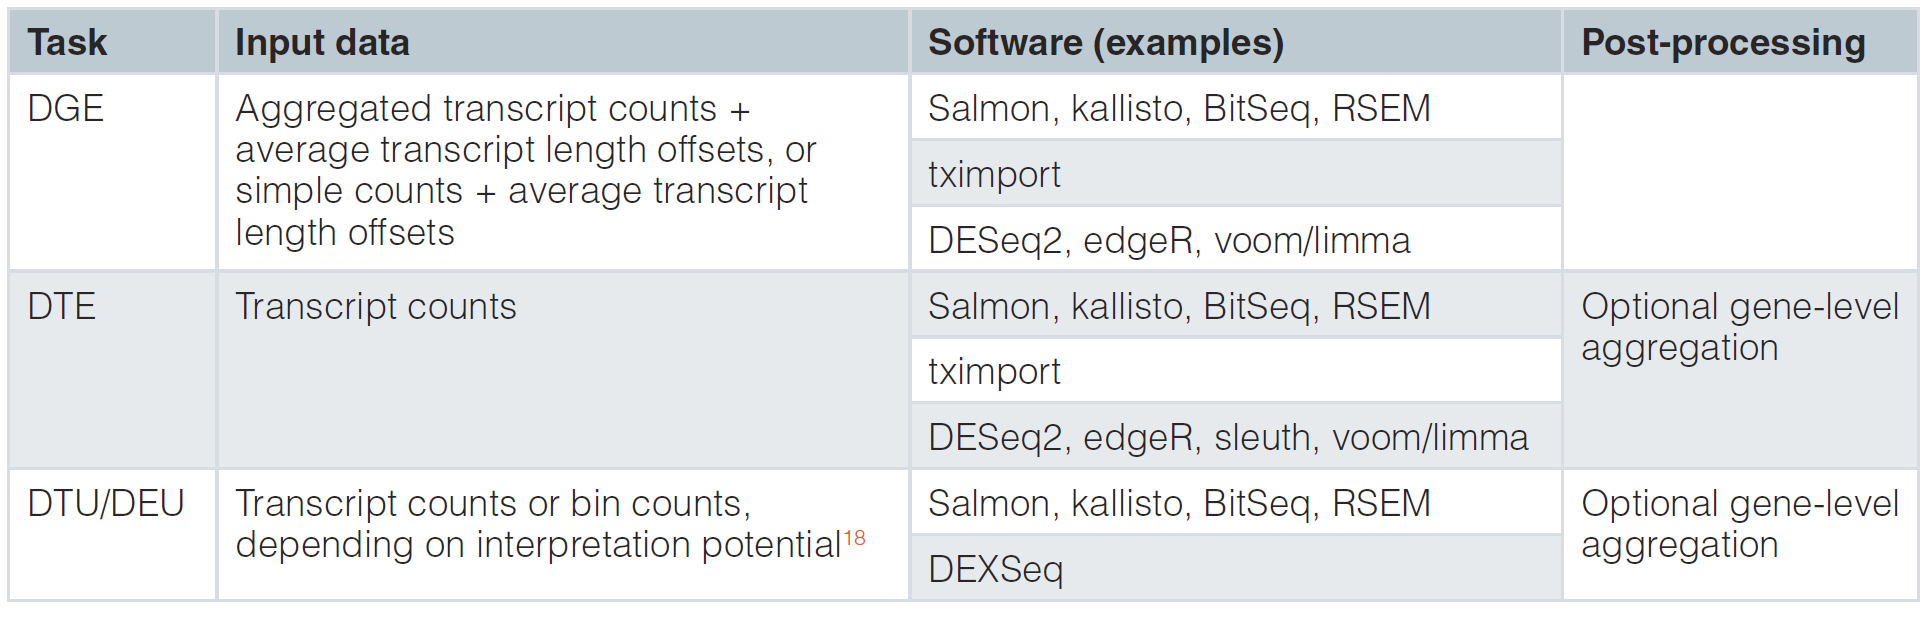 Task
Input data
Software (examples)
Post-processing
DGE
Aggregated transcript counts +
average transcript length offsets, or
simple counts + average transcript
length offsets
Salmon, kallisto, BitSeq, RSEM
tximport
DESeq2, edgeR, voom/limma
DTE
Transcript counts
Salmon, kallisto, BitSeq, RSEM
tximport
DESeq2, edgeR, sleuth, voom/limma
Optional gene-level
aggregation
DTU/DEU
Transcript counts or bin counts,
depending on interpretation potential18
Salmon, kallisto, BitSeq, RSEM
DEXSeq
Optional gene-level
aggregation